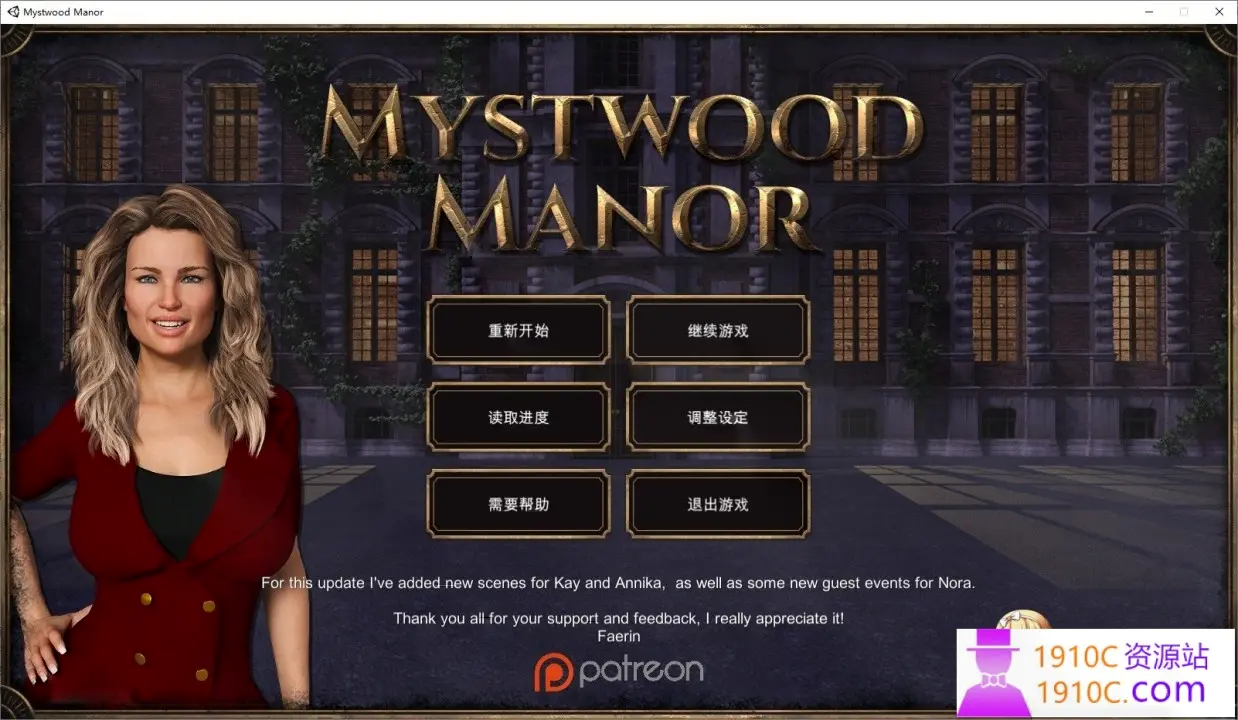 Mystwood Manor
MYSTWOOD
MANOR
重新开始
继续游戏
读取进度
调整设定
需要帮助
退出游戏
For this update I've added new scenes for Kay and Annika,  as well as some new guest events for Nora.
Thank you all for your support and feedback, I really appreciate it!
Faerin
patreon
1910C 资源站
1910C.com